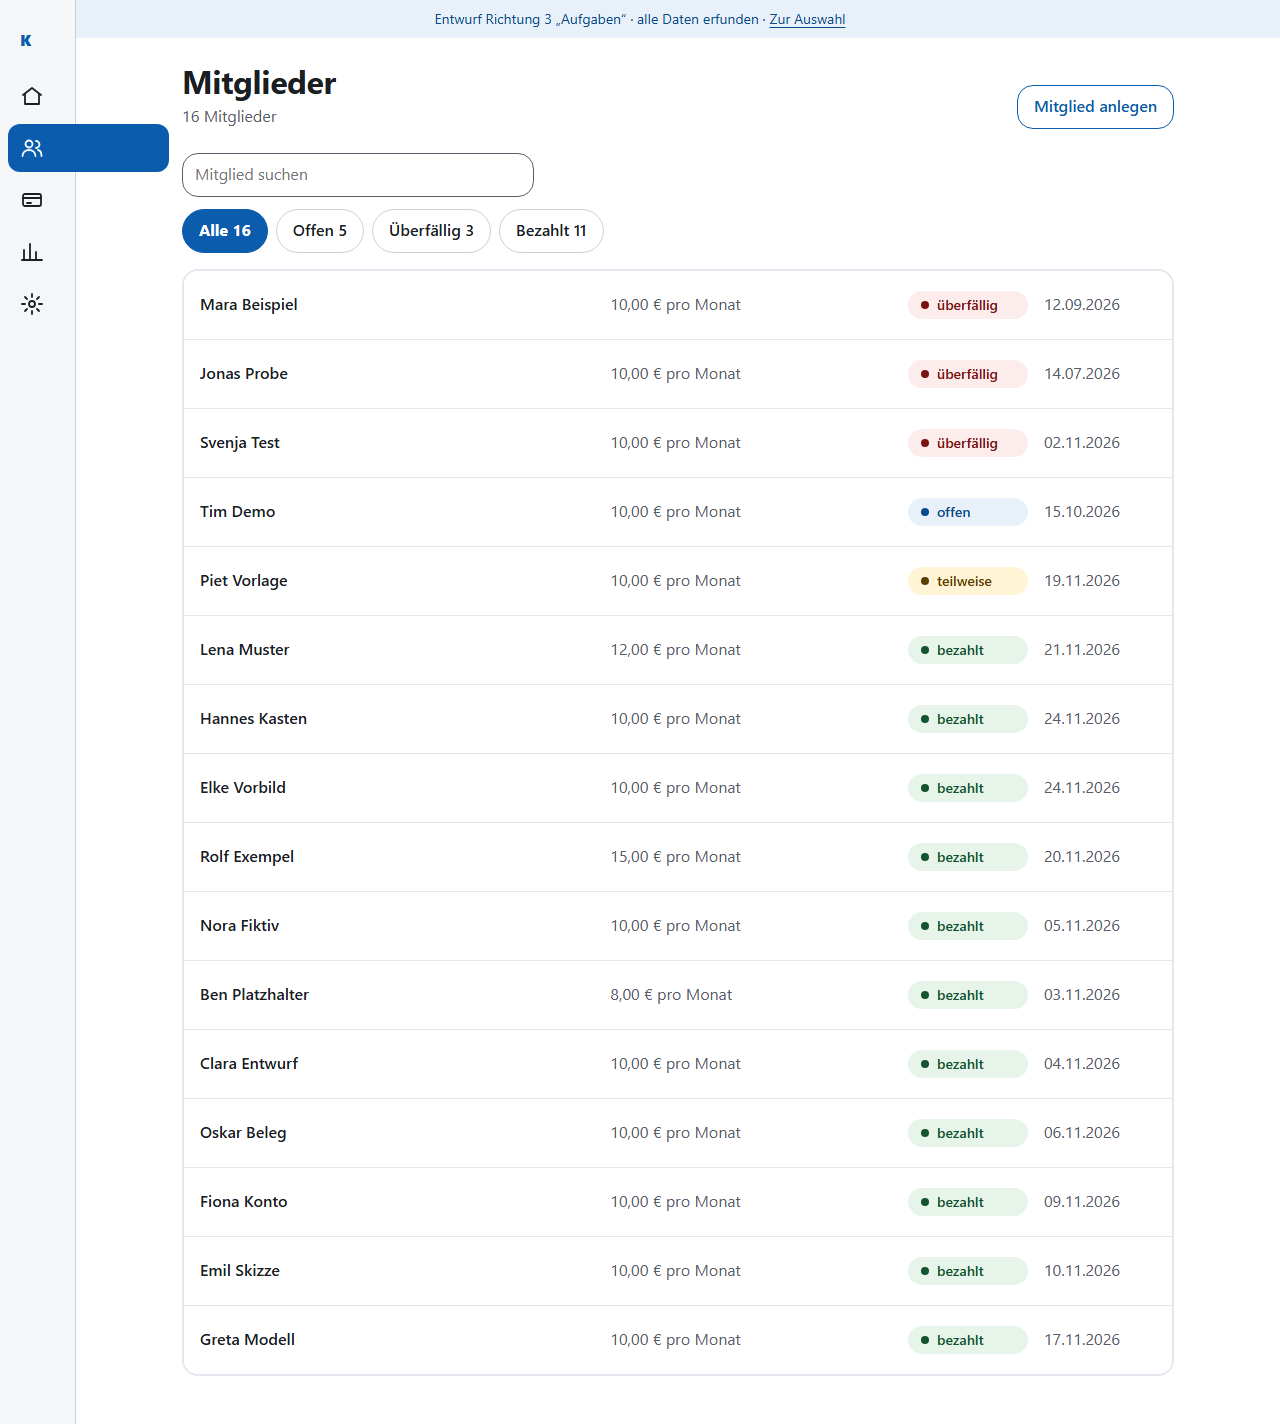 Entwurf Richtung 3 „Aufgaben“ · alle Daten erfunden · Zur Auswahl
K
Mitglieder
16 Mitglieder
Mitglied anlegen
Mitglied suchen
Alle 16 Offen 5 Überfällig 3 Bezahlt 11
Mara Beispiel 10,00 € pro Monat überfällig 12.09.2026
Jonas Probe 10,00 € pro Monat überfällig 14.07.2026
Svenja Test 10,00 € pro Monat überfällig 02.11.2026
Tim Demo 10,00 € pro Monat offen 15.10.2026
Piet Vorlage 10,00 € pro Monat teilweise 19.11.2026
Lena Muster 12,00 € pro Monat bezahlt 21.11.2026
Hannes Kasten 10,00 € pro Monat bezahlt 24.11.2026
Elke Vorbild 10,00 € pro Monat bezahlt 24.11.2026
Rolf Exempel 15,00 € pro Monat bezahlt 20.11.2026
Nora Fiktiv 10,00 € pro Monat bezahlt 05.11.2026
Ben Platzhalter 8,00 € pro Monat bezahlt 03.11.2026
Clara Entwurf 10,00 € pro Monat bezahlt 04.11.2026
Oskar Beleg 10,00 € pro Monat bezahlt 06.11.2026
Fiona Konto 10,00 € pro Monat bezahlt 09.11.2026
Emil Skizze 10,00 € pro Monat bezahlt 10.11.2026
Greta Modell 10,00 € pro Monat bezahlt 17.11.2026